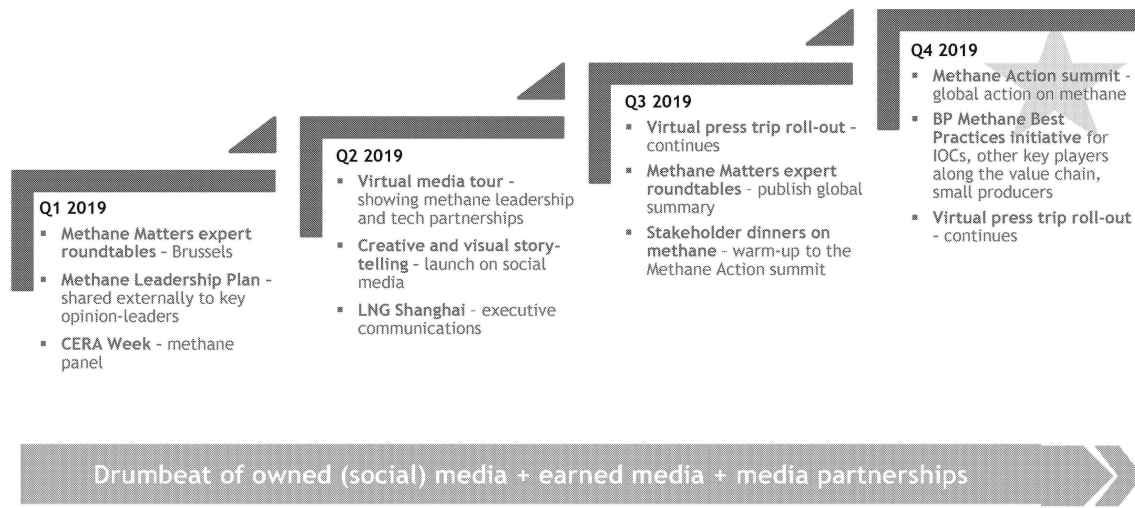 Q1 2019
▪ Methane Matters expert
roundtables – Brussels
▪ Methane Leadership Plan –
shared externally to key
opinion-leaders
▪ CERA Week – methane
panel
Q2 2019
▪ Virtual media tour –
showing methane leadership
and tech partnerships
▪ Creative and visual story-
telling – launch on social
media
▪ LNG Shanghai – executive
communications
Q3 2019
▪ Virtual press trip roll-out –
continues
▪ Methane Matters expert
roundtables – publish global
summary
▪ Stakeholder dinners on
methane – warm-up to the
Methane Action summit
Q4 2019
▪ Methane Action summit -
global action on methane
▪ BP Methane Best
Practices initiative for
IOCs, other key players
along the value chain,
small producers
▪ Virtual press trip roll-out
– continues
Drumbeat of owned (social) media + earned media + media partnerships